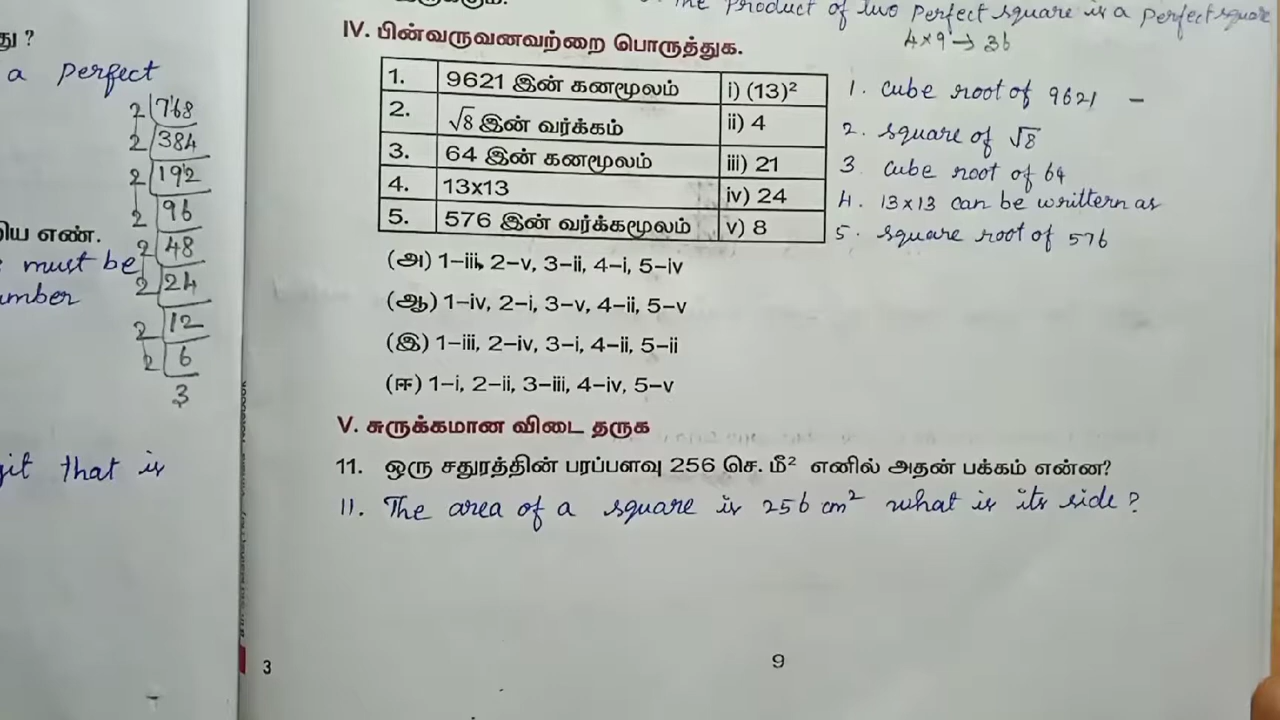 The product of two perfect square is a perfect square
4×9 → 36
து ?
a perfect
2 768
2 384
2 192
2 96
2 48
2 24
2 12
2 6
3
ிய எண்.
must be
umber
git that is
IV. பின்வருவனவற்றை பொருத்துக.
1. 9621 இன் கனமூலம் i) (13)²
2. √8 இன் வர்க்கம் ii) 4
3. 64 இன் கனமூலம் iii) 21
4. 13x13 iv) 24
5. 576 இன் வர்க்கமூலம் v) 8
1. cube root of 9621 –
2. square of √8
3 cube root of 64
4. 13×13 can be writtern as
5. square root of 576
(அ) 1–iii, 2–v, 3–ii, 4–i, 5–iv
(ஆ) 1–iv, 2–i, 3–v, 4–ii, 5–v
(இ) 1–iii, 2–iv, 3–i, 4–ii, 5–ii
(ஈ) 1–i, 2–ii, 3–iii, 4–iv, 5–v
V. சுருக்கமான விடை தருக
11. ஒரு சதுரத்தின் பரப்பளவு 256 செ. மீ² எனில் அதன் பக்கம் என்ன?
11. The area of a square is 256 cm² what is its side?
3
9